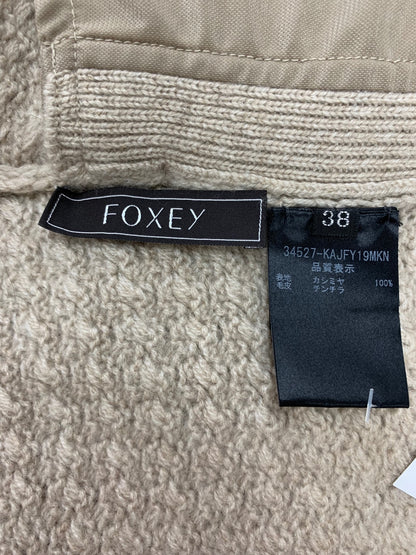 FOXEY
38
34527-KAJFY19MKN
品質表示
表地 カシミヤ 100%
毛皮 チンチラ